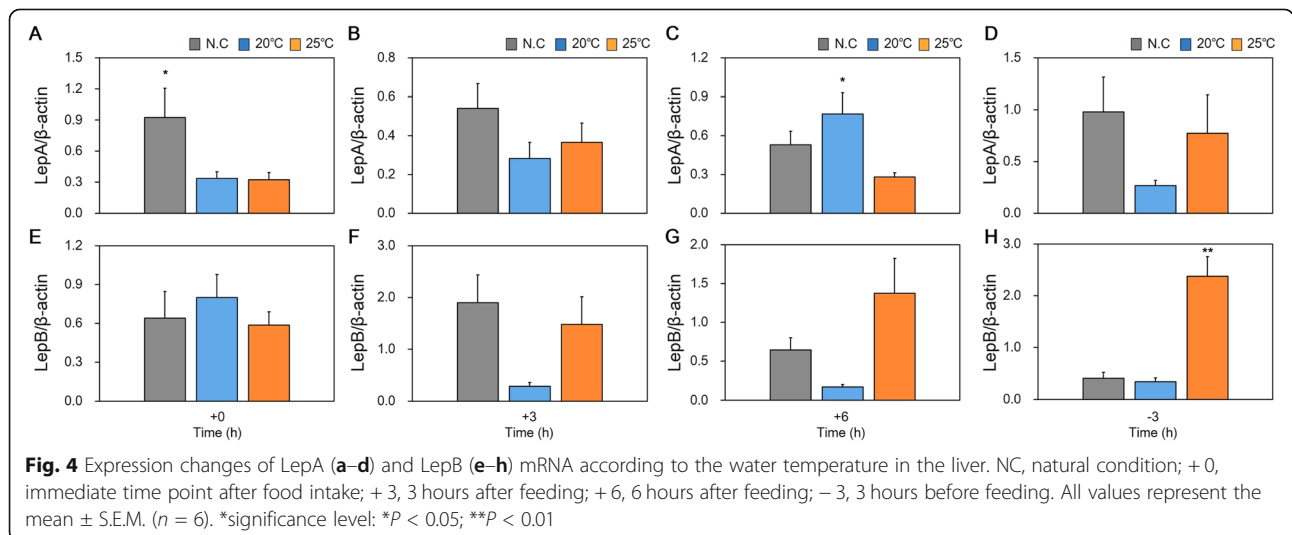 A
N.C 20°C 25°C
LepA/β-actin
1.5
1.2
0.9
0.6
0.3
0.0
*
B
N.C 20°C 25°C
LepA/β-actin
0.8
0.6
0.4
0.2
0.0
C
N.C 20°C 25°C
LepA/β-actin
1.2
0.9
0.6
0.3
0.0
*
D
N.C 20°C 25°C
LepA/β-actin
1.5
1.0
0.5
0.0
E
LepB/β-actin
1.2
0.9
0.6
0.3
0.0
+0
Time (h)
F
LepB/β-actin
3.0
2.0
1.0
0.0
+3
Time (h)
G
LepB/β-actin
2.0
1.5
1.0
0.5
0.0
+6
Time (h)
H
LepB/β-actin
3.0
2.0
1.0
0.0
**
-3
Time (h)
Fig. 4 Expression changes of LepA (a–d) and LepB (e–h) mRNA according to the water temperature in the liver. NC, natural condition; + 0,
immediate time point after food intake; + 3, 3 hours after feeding; + 6, 6 hours after feeding; − 3, 3 hours before feeding. All values represent the
mean ± S.E.M. (n = 6). *significance level: *P < 0.05; **P < 0.01